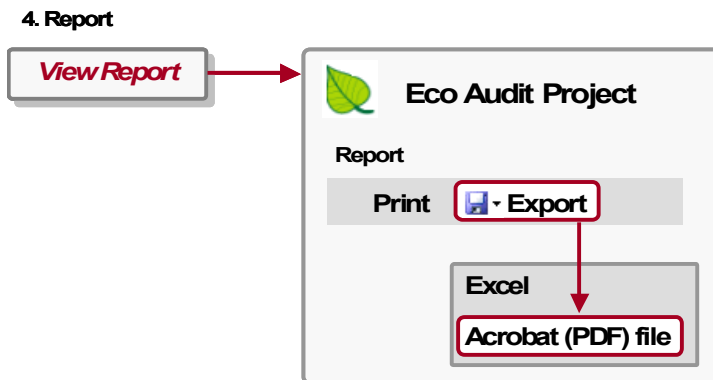 4. Report
View Report
Eco Audit Project
Report
Print Export
Excel
Acrobat (PDF) file